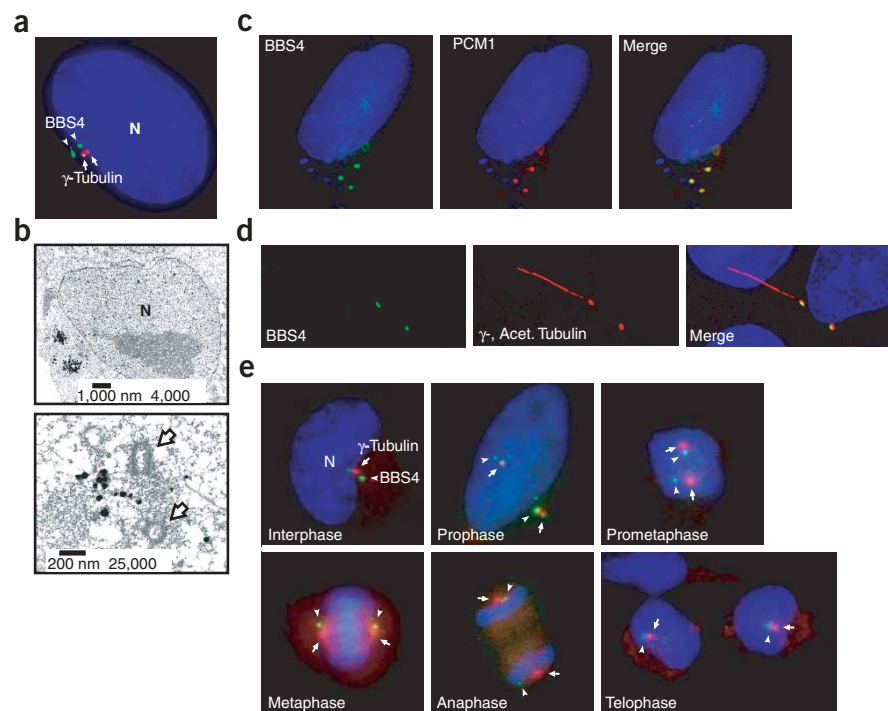 a
BBS4
N
γ-Tubulin
b
N
1,000 nm 4,000
200 nm 25,000
c
BBS4
PCM1
Merge
d
BBS4
γ-, Acet. Tubulin
Merge
e
N
γ-Tubulin
BBS4
Interphase
Prophase
Prometaphase
Metaphase
Anaphase
Telophase